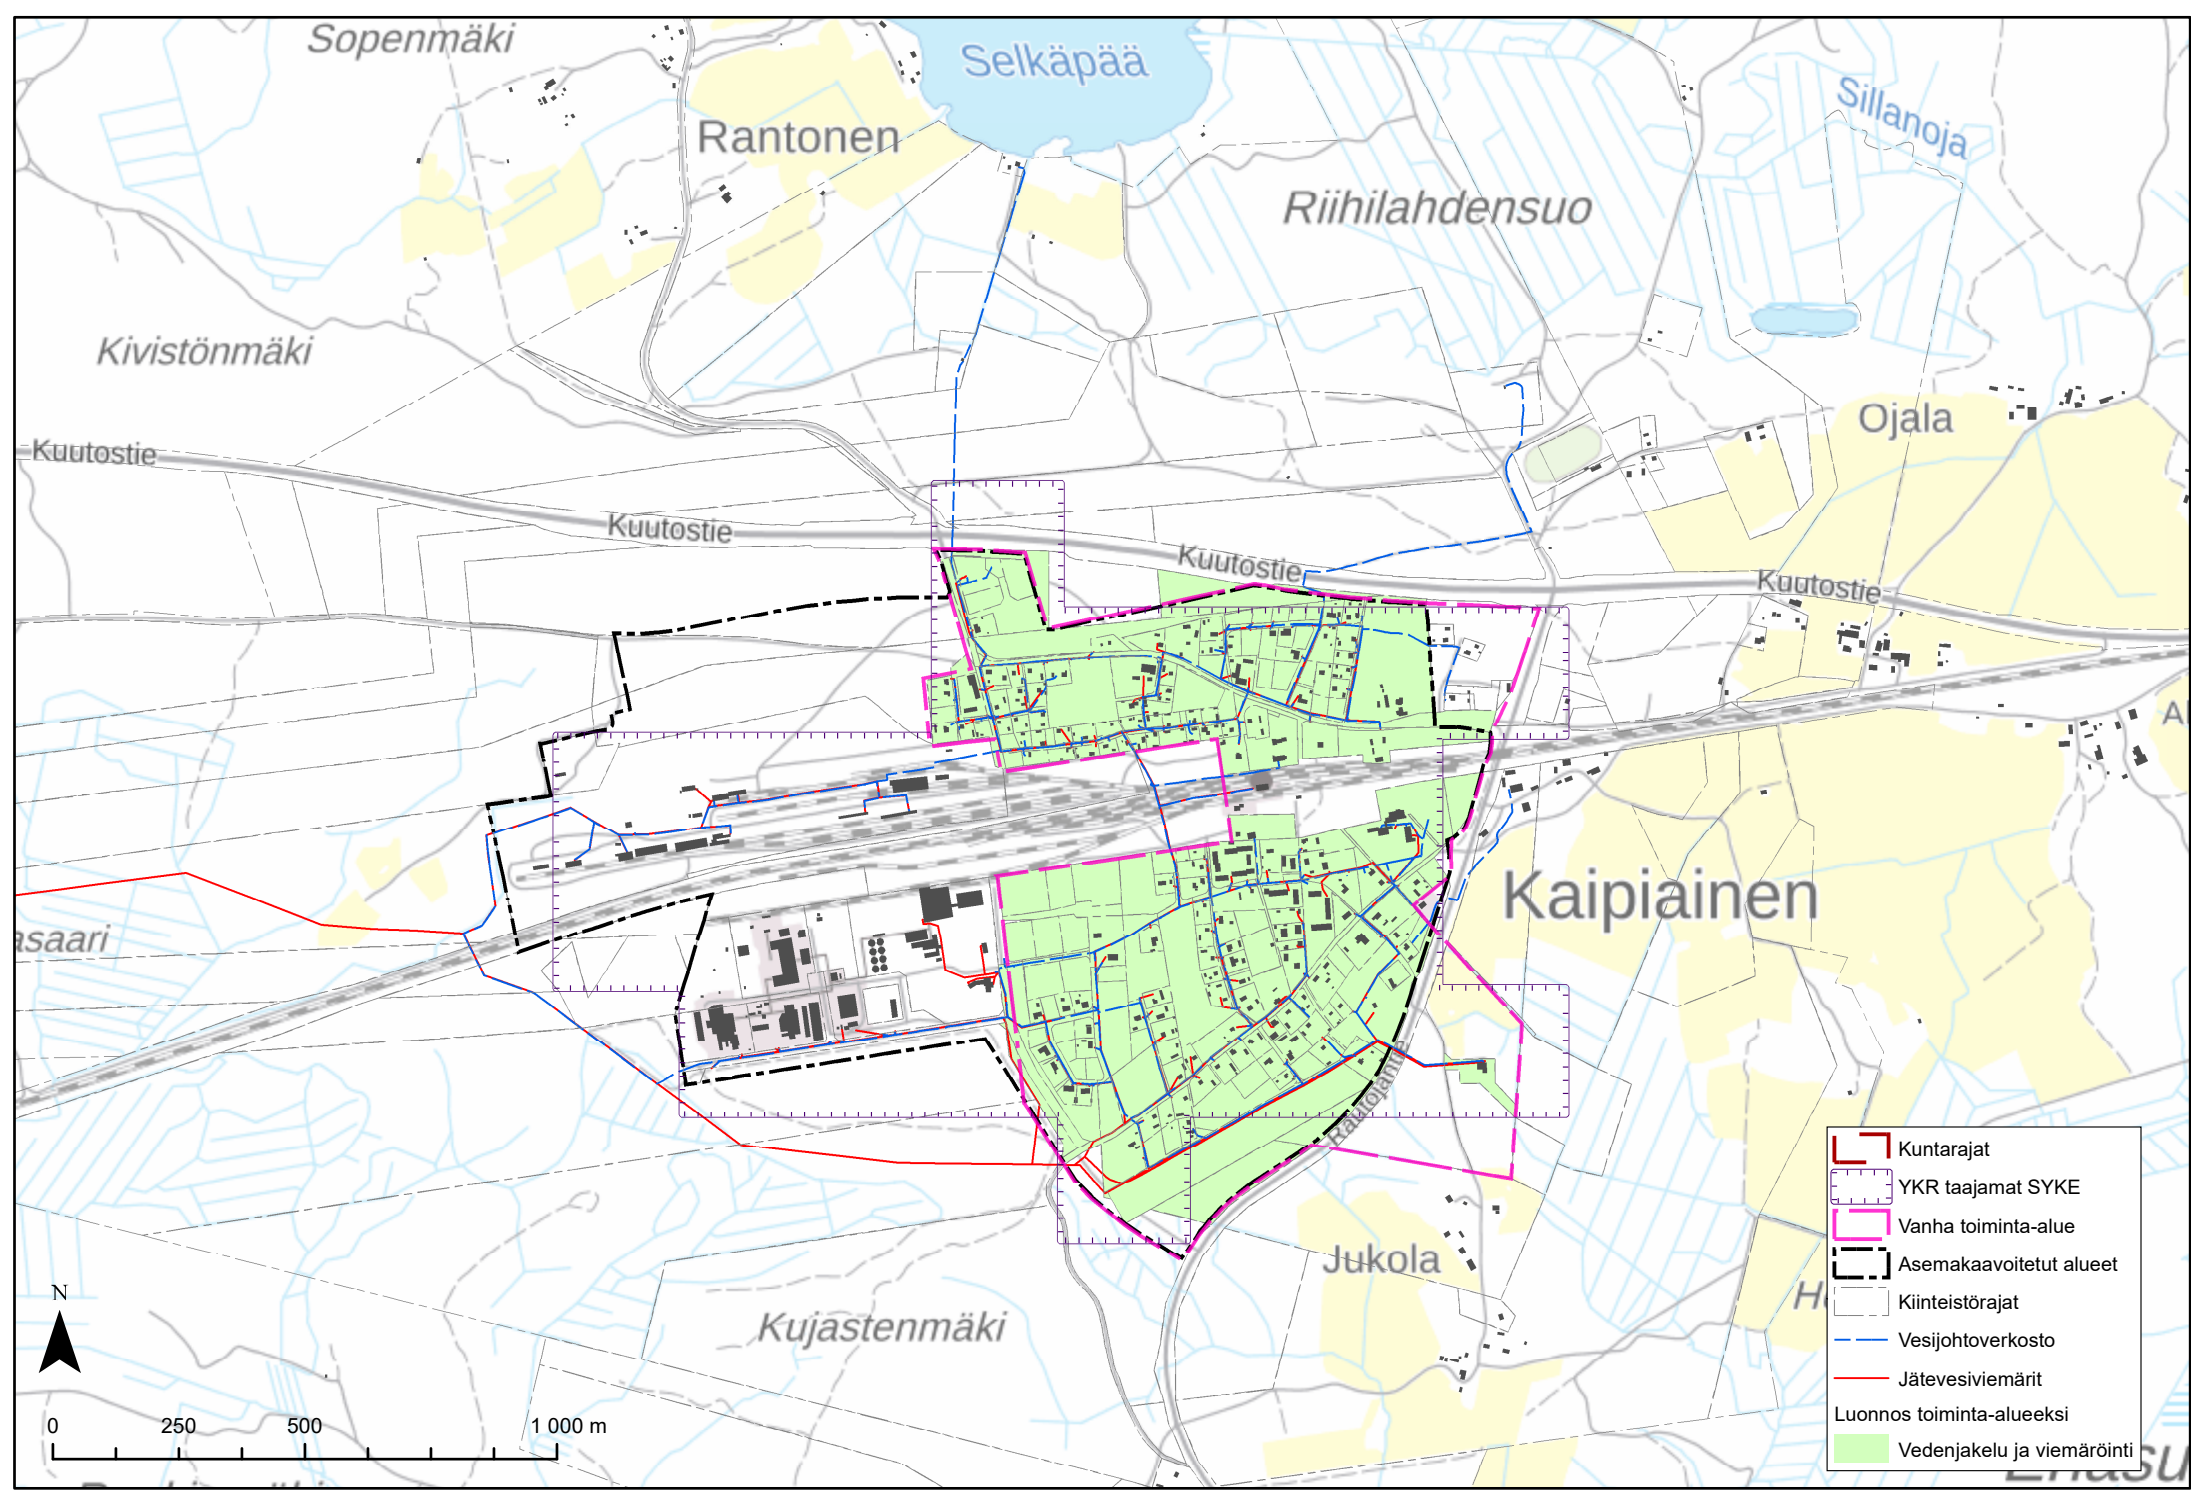 Sopenmäki
Selkäpää
Sillanoja
Rantonen
Riihilahdensuo
Kivistönmäki
Ojala
Kuutostie
Kuutostie
Kuutostie
Kuutostie
Kaipiainen
asaari
Rautojantie
Jukola
Kujastenmäki
N
0 250 500 1 000 m
Kuntarajat
YKR taajamat SYKE
Vanha toiminta-alue
Asemakaavoitetut alueet
Kiinteistörajat
Vesijohtoverkosto
Jätevesiviemärit
Luonnos toiminta-alueeksi
Vedenjakelu ja viemäröinti